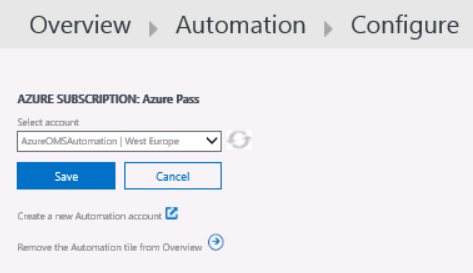 Overview Automation Configure
AZURE SUBSCRIPTION: Azure Pass
Select account
AzureOMSAutomation | West Europe
Save Cancel
Create a new Automation account
Remove the Automation tile from Overview